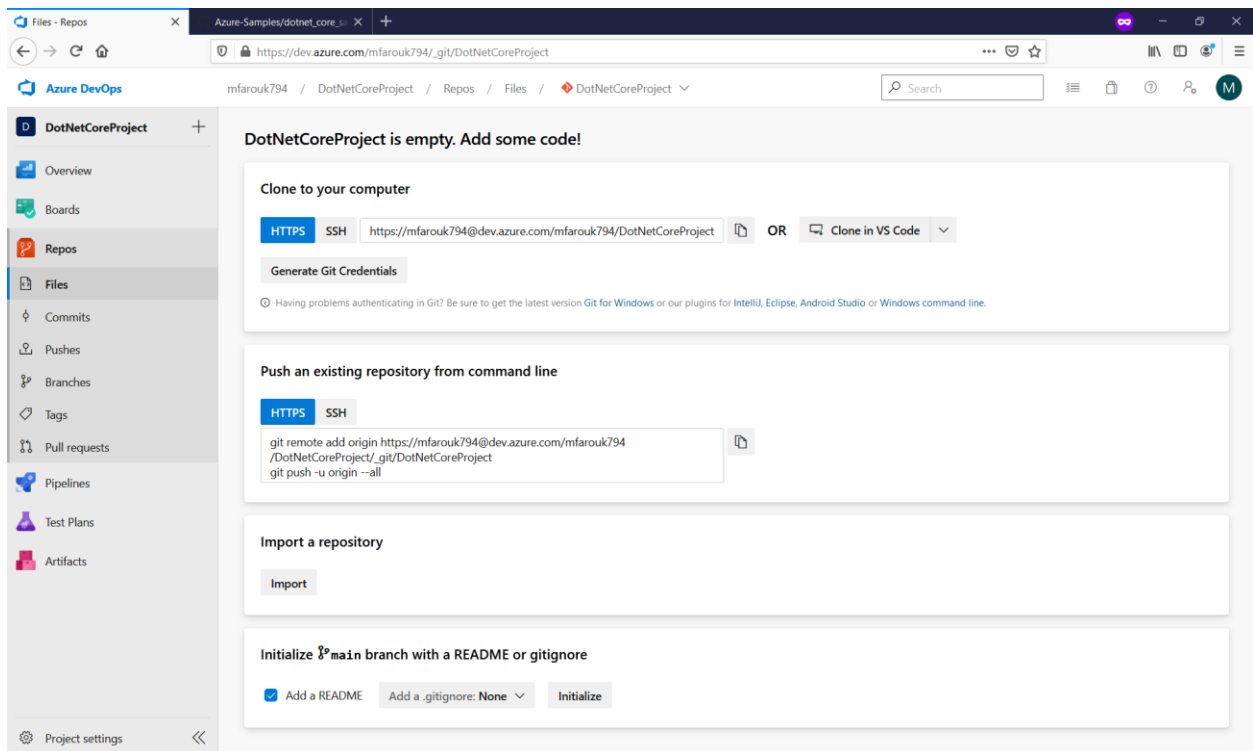 Files - Repos
Azure-Samples/dotnet_core_sa
https://dev.azure.com/mfarouk794/_git/DotNetCoreProject
Azure DevOps
mfarouk794 / DotNetCoreProject / Repos / Files / DotNetCoreProject
Search
M
D DotNetCoreProject
Overview
Boards
Repos
Files
Commits
Pushes
Branches
Tags
Pull requests
Pipelines
Test Plans
Artifacts
Project settings
DotNetCoreProject is empty. Add some code!
Clone to your computer
HTTPS SSH https://mfarouk794@dev.azure.com/mfarouk794/DotNetCoreProject OR Clone in VS Code
Generate Git Credentials
Having problems authenticating in Git? Be sure to get the latest version Git for Windows or our plugins for IntelliJ, Eclipse, Android Studio or Windows command line.
Push an existing repository from command line
HTTPS SSH
git remote add origin https://mfarouk794@dev.azure.com/mfarouk794
/DotNetCoreProject/_git/DotNetCoreProject
git push -u origin --all
Import a repository
Import
Initialize main branch with a README or gitignore
Add a README Add a .gitignore: None Initialize